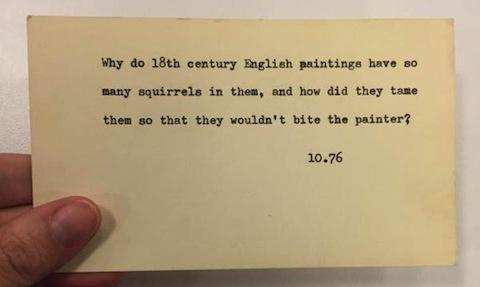 Why do 18th century English paintings have so
many squirrels in them, and how did they tame
them so that they wouldn't bite the painter?
10.76